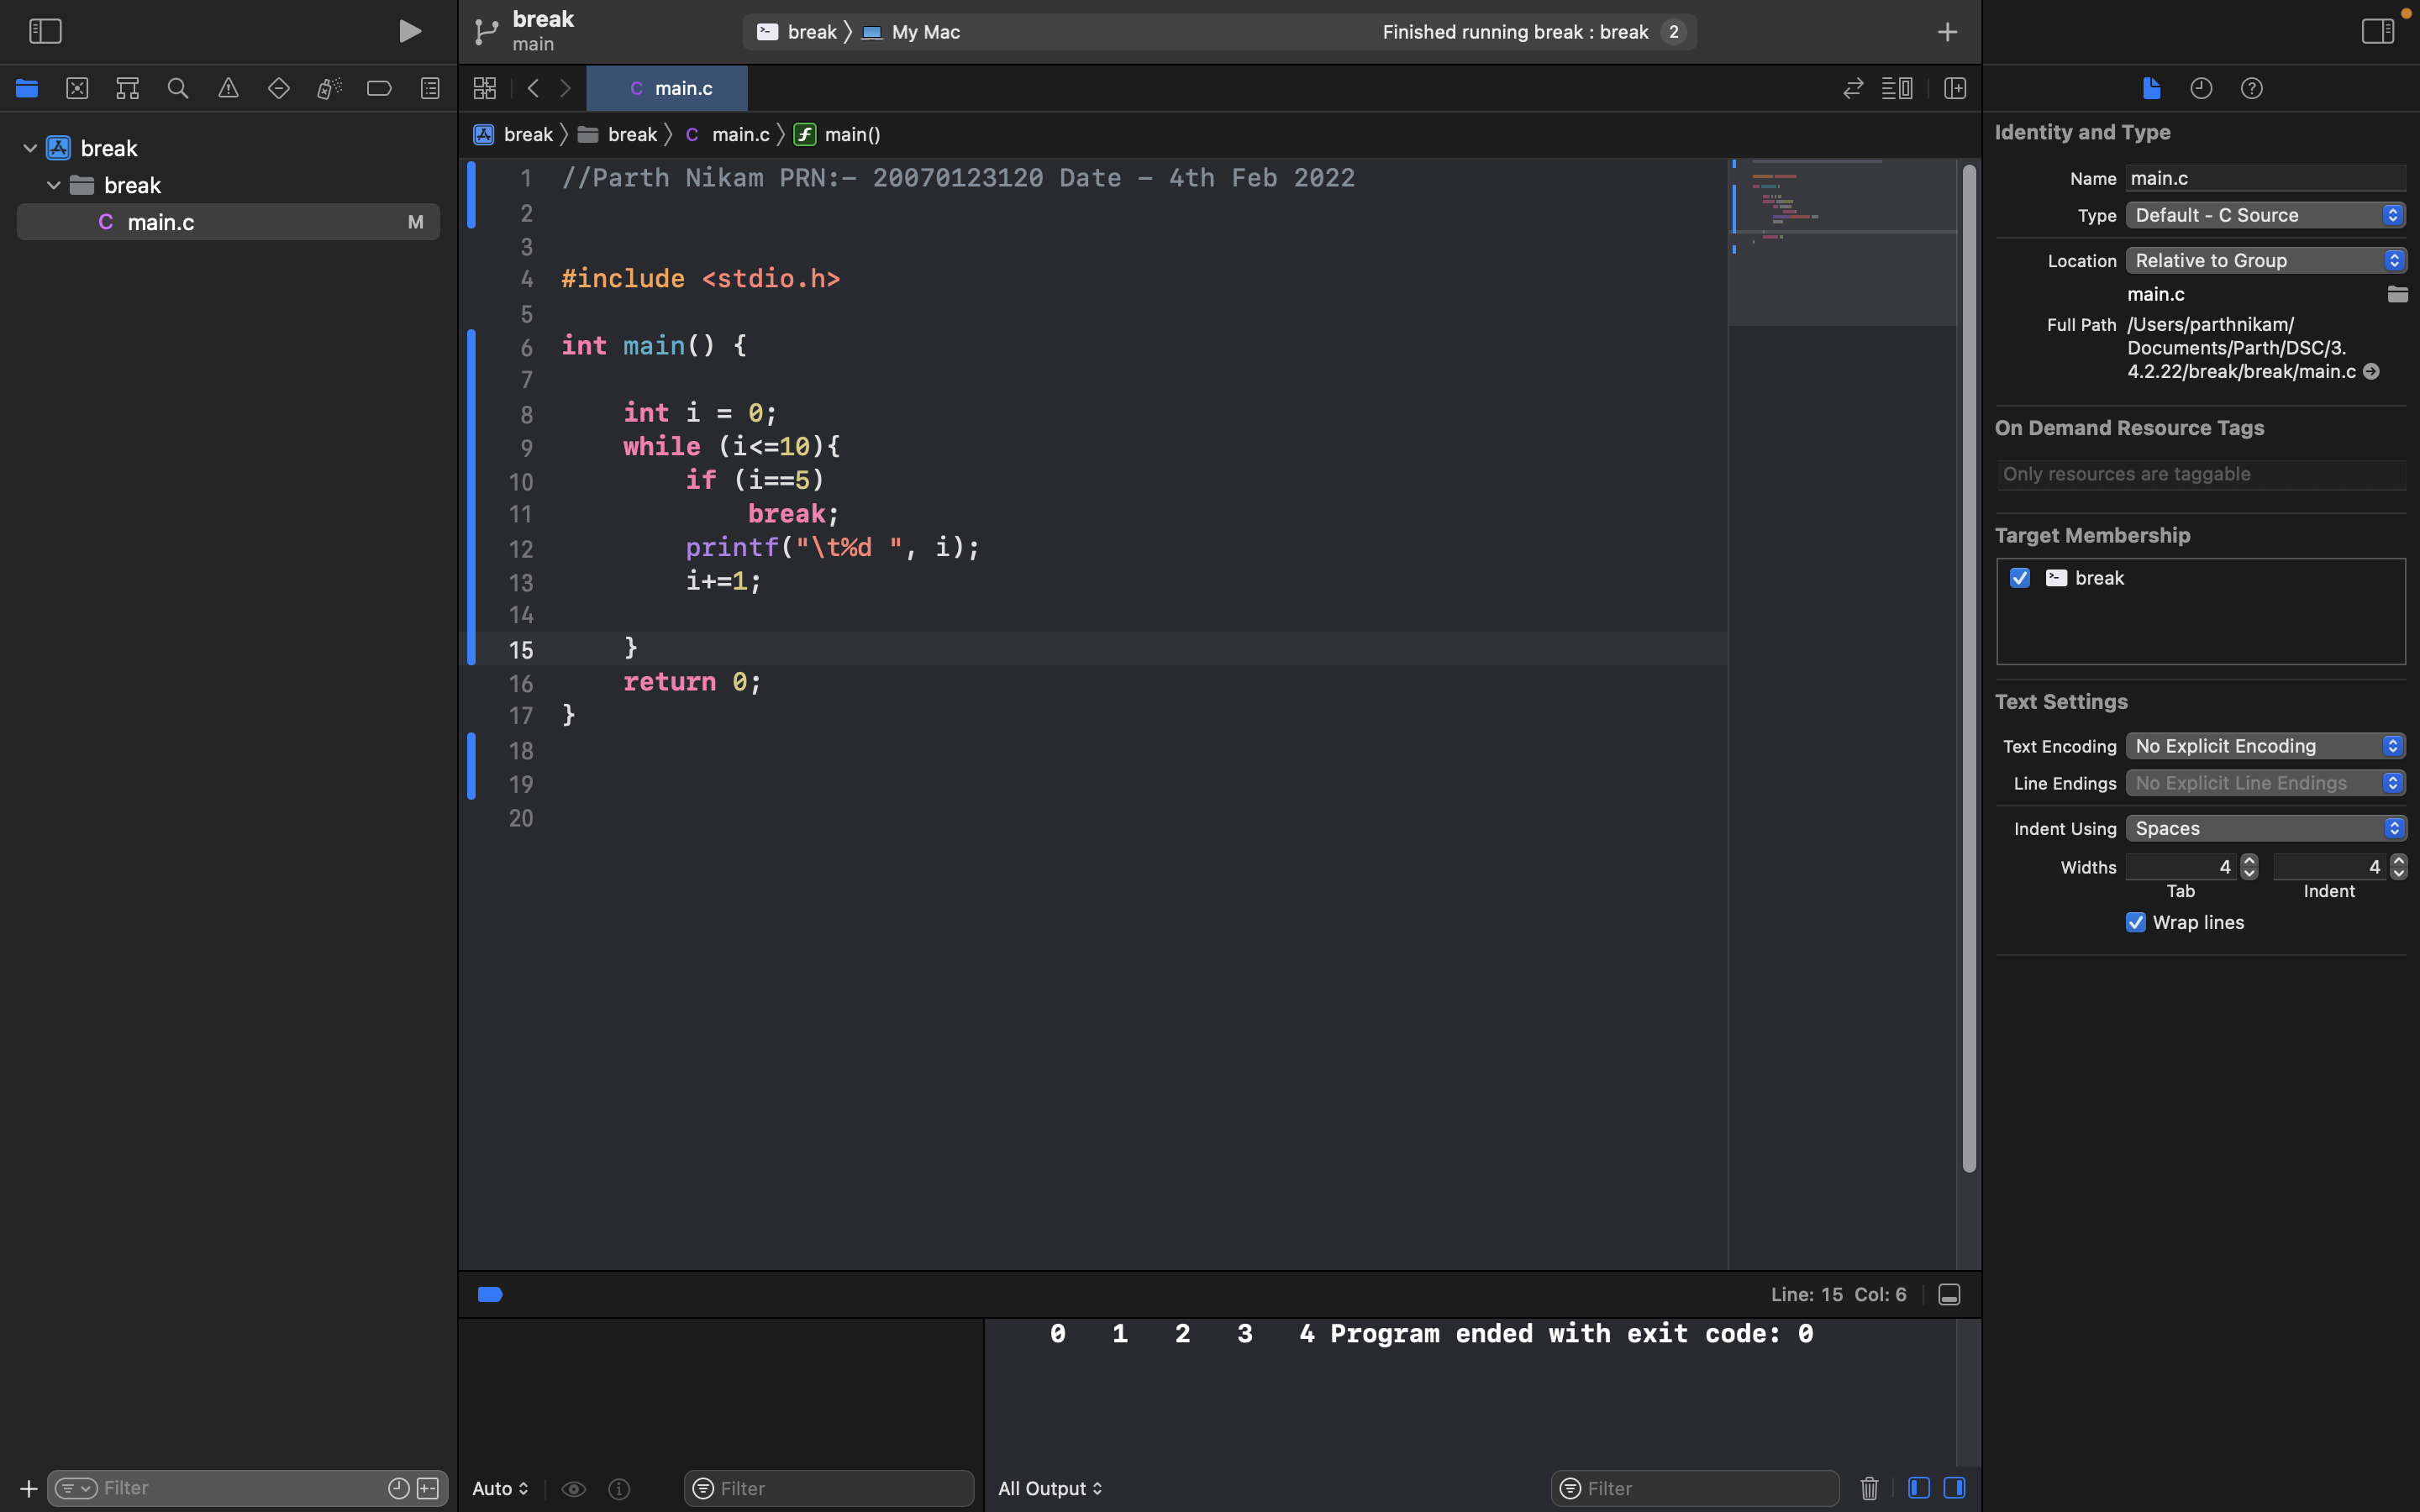 break
main
break
My Mac
Finished running break : break 2
main.c
break
break
main.c
main()
break
break
main.c M
1 //Parth Nikam PRN:- 20070123120 Date - 4th Feb 2022
2
3
4 #include <stdio.h>
5
6 int main() {
7
8 int i = 0;
9 while (i<=10){
10 if (i==5)
11 break;
12 printf("\t%d ", i);
13 i+=1;
14
15 }
16 return 0;
17 }
18
19
20
Line: 15 Col: 6
0 1 2 3 4 Program ended with exit code: 0
Filter
Auto
Filter
All Output
Filter
Identity and Type
Name main.c
Type Default - C Source
Location Relative to Group
main.c
Full Path /Users/parthnikam/
Documents/Parth/DSC/3.
4.2.22/break/break/main.c
On Demand Resource Tags
Only resources are taggable
Target Membership
break
Text Settings
Text Encoding No Explicit Encoding
Line Endings No Explicit Line Endings
Indent Using Spaces
Widths 4 4
Tab Indent
Wrap lines